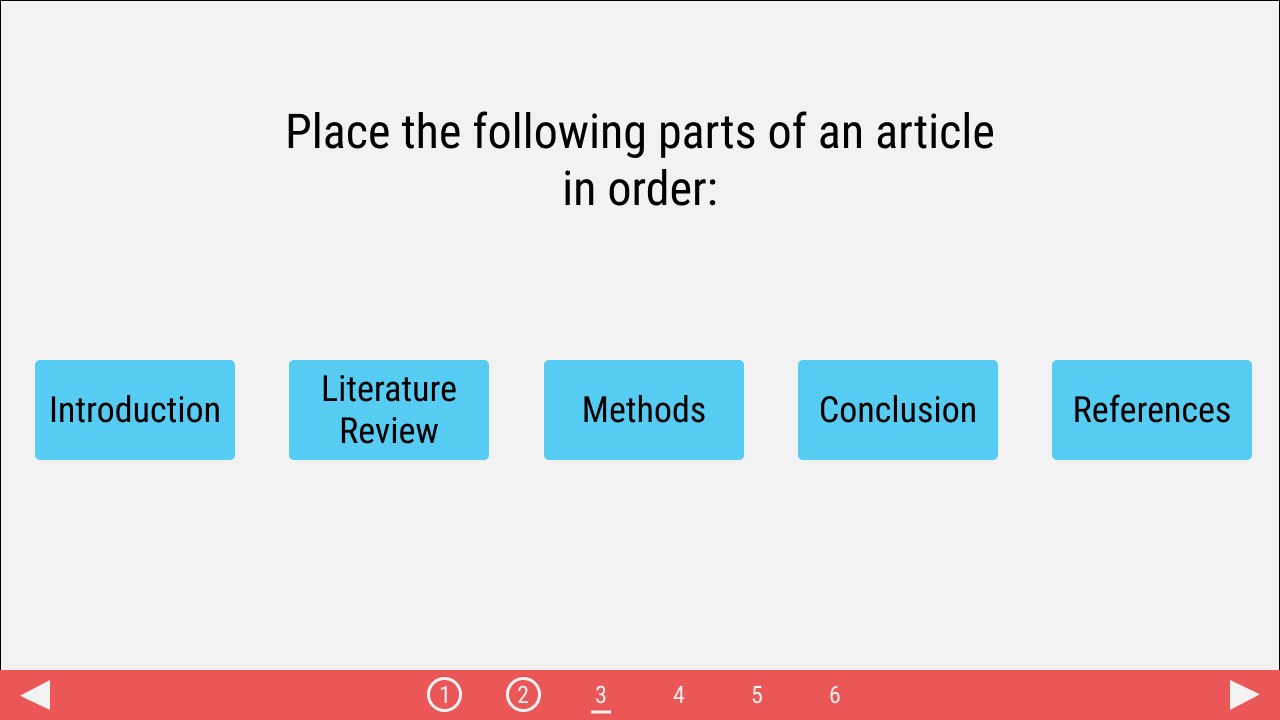 Place the following parts of an article
in order:
Introduction
Literature
Review
Methods
Conclusion
References
1 2 3 4 5 6